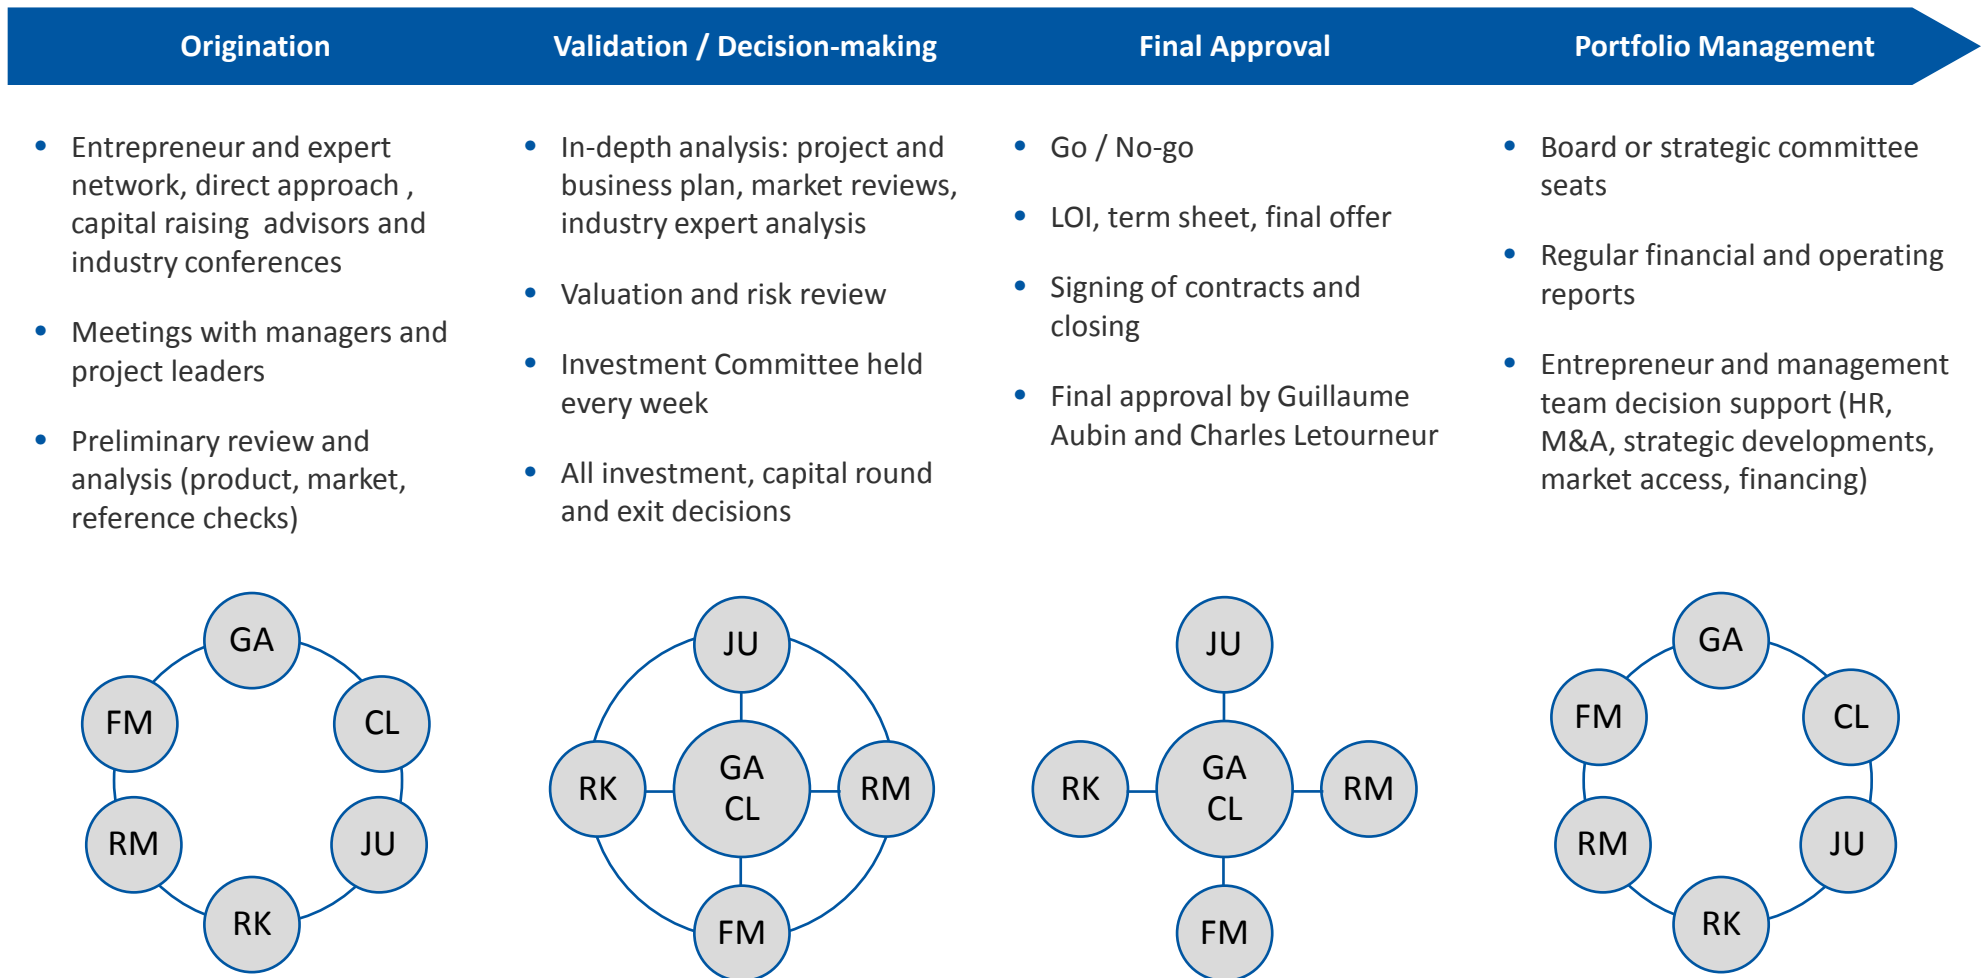 Origination
Validation / Decision-making
Final Approval
Portfolio Management
• Entrepreneur and expert
network, direct approach ,
capital raising  advisors and
industry conferences
• Meetings with managers and
project leaders
• Preliminary review and
analysis (product, market,
reference checks)
• In-depth analysis: project and
business plan, market reviews,
industry expert analysis
• Valuation and risk review
• Investment Committee held
every week
• All investment, capital round
and exit decisions
• Go / No-go
• LOI, term sheet, final offer
• Signing of contracts and
closing
• Final approval by Guillaume
Aubin and Charles Letourneur
• Board or strategic committee
seats
• Regular financial and operating
reports
• Entrepreneur and management
team decision support (HR,
M&A, strategic developments,
market access, financing)
GA
FM
CL
RM
JU
RK
JU
RK
GA
CL
RM
FM
JU
RK
GA
CL
RM
FM
GA
FM
CL
RM
JU
RK